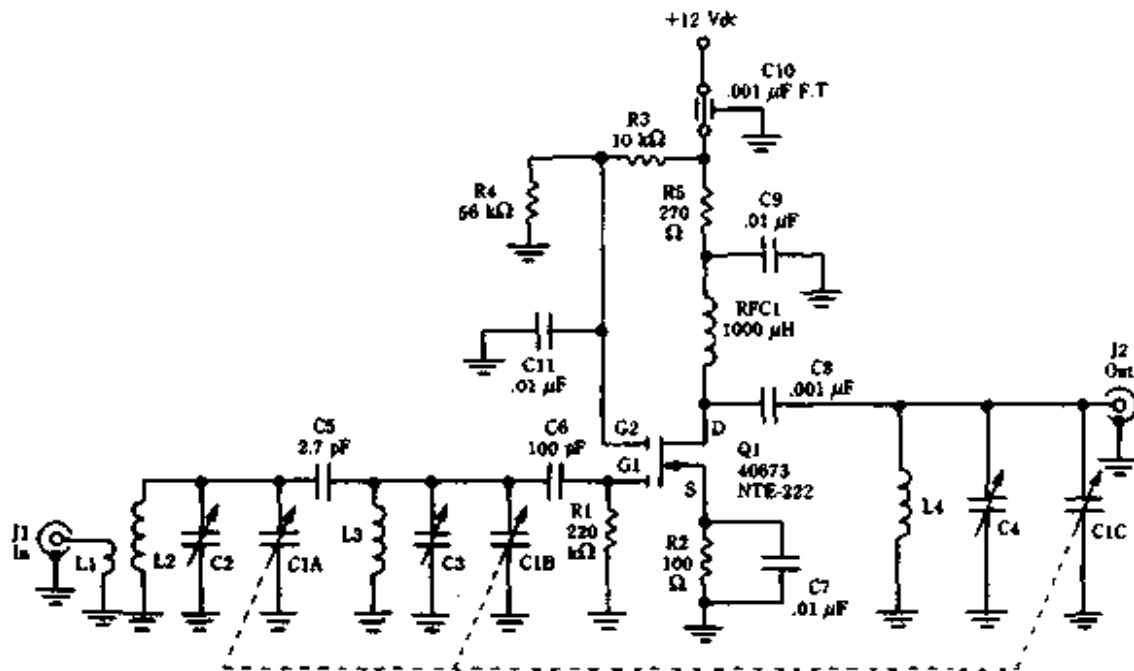 +12 Vdc
C10
.001 µF F.T
R3
10 kΩ
R4
56 kΩ
R5
270
Ω
C9
.01 µF
RFC1
1000 µH
C11
.01 µF
C8
.001 µF
J2
Out
C5
2.7 pF
C6
100 pF
G2
D
G1
S
Q1
40673
NTE-222
J1
In
L1
L2
C2
C1A
L3
C3
C1B
R1
220
kΩ
R2
100
Ω
C7
.01 µF
L4
C4
C1C